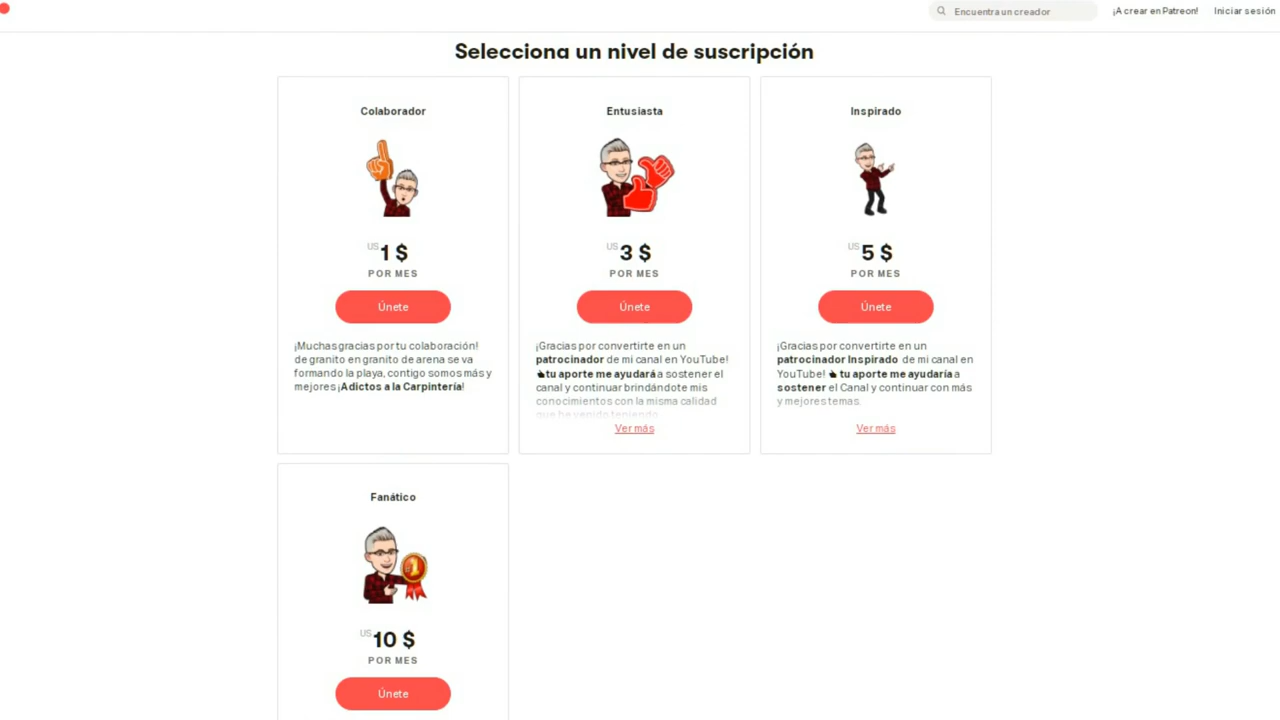 Encuentra un creador
¡A crear en Patreon!
Iniciar sesión
Selecciona un nivel de suscripción
Colaborador
US 1 $
POR MES
Únete
¡Muchas gracias por tu colaboración!
de granito en granito de arena se va
formando la playa, contigo somos más y
mejores ¡Adictos a la Carpintería!
Entusiasta
US 3 $
POR MES
Únete
¡Gracias por convertirte en un
patrocinador de mi canal en YouTube!
tu aporte me ayudará a sostener el
canal y continuar brindándote mis
conocimientos con la misma calidad
que he venido teniendo
Ver más
Inspirado
US 5 $
POR MES
Únete
¡Gracias por convertirte en un
patrocinador Inspirado de mi canal en
YouTube! tu aporte me ayudaría a
sostener el Canal y continuar con más
y mejores temas.
Ver más
Fanático
#1
US 10 $
POR MES
Únete